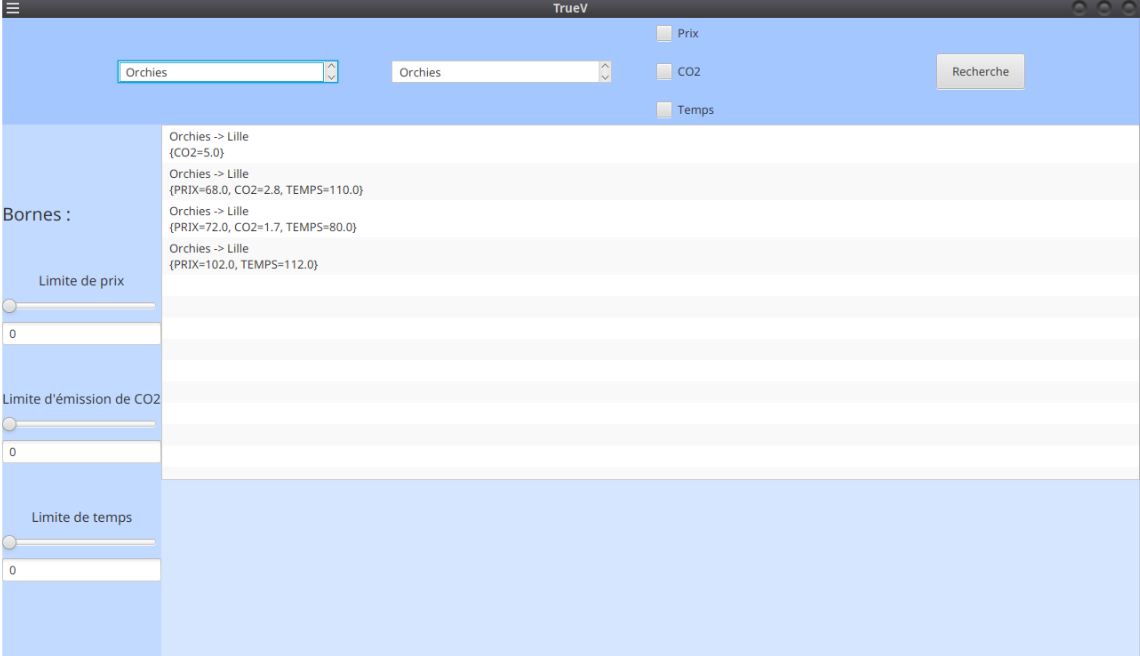 TrueV
Prix
Orchies
Orchies
CO2
Recherche
Temps
Orchies -> Lille
{CO2=5.0}
Orchies -> Lille
{PRIX=68.0, CO2=2.8, TEMPS=110.0}
Orchies -> Lille
{PRIX=72.0, CO2=1.7, TEMPS=80.0}
Orchies -> Lille
{PRIX=102.0, TEMPS=112.0}
Bornes :
Limite de prix
0
Limite d'émission de CO2
0
Limite de temps
0